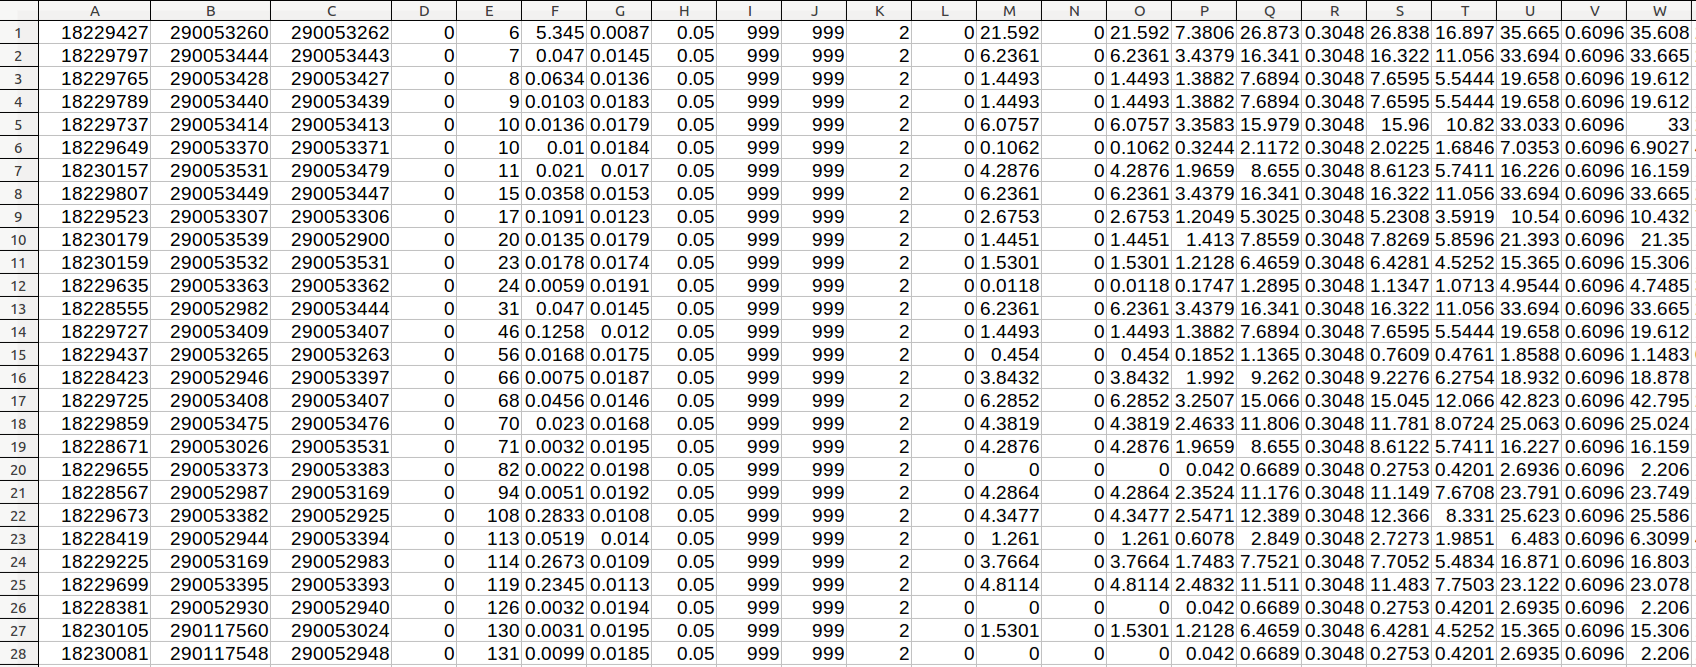 A B C D E F G H I J K L M N O P Q R S T U V W
1 18229427 290053260 290053262 0 6 5.345 0.0087 0.05 999 999 2 0 21.592 0 21.592 7.3806 26.873 0.3048 26.838 16.897 35.665 0.6096 35.608
2 18229797 290053444 290053443 0 7 0.047 0.0145 0.05 999 999 2 0 6.2361 0 6.2361 3.4379 16.341 0.3048 16.322 11.056 33.694 0.6096 33.665
3 18229765 290053428 290053427 0 8 0.0634 0.0136 0.05 999 999 2 0 1.4493 0 1.4493 1.3882 7.6894 0.3048 7.6595 5.5444 19.658 0.6096 19.612
4 18229789 290053440 290053439 0 9 0.0103 0.0183 0.05 999 999 2 0 1.4493 0 1.4493 1.3882 7.6894 0.3048 7.6595 5.5444 19.658 0.6096 19.612
5 18229737 290053414 290053413 0 10 0.0136 0.0179 0.05 999 999 2 0 6.0757 0 6.0757 3.3583 15.979 0.3048 15.96 10.82 33.033 0.6096 33
6 18229649 290053370 290053371 0 10 0.01 0.0184 0.05 999 999 2 0 0.1062 0 0.1062 0.3244 2.1172 0.3048 2.0225 1.6846 7.0353 0.6096 6.9027
7 18230157 290053531 290053479 0 11 0.021 0.017 0.05 999 999 2 0 4.2876 0 4.2876 1.9659 8.655 0.3048 8.6123 5.7411 16.226 0.6096 16.159
8 18229807 290053449 290053447 0 15 0.0358 0.0153 0.05 999 999 2 0 6.2361 0 6.2361 3.4379 16.341 0.3048 16.322 11.056 33.694 0.6096 33.665
9 18229523 290053307 290053306 0 17 0.1091 0.0123 0.05 999 999 2 0 2.6753 0 2.6753 1.2049 5.3025 0.3048 5.2308 3.5919 10.54 0.6096 10.432
10 18230179 290053539 290052900 0 20 0.0135 0.0179 0.05 999 999 2 0 1.4451 0 1.4451 1.413 7.8559 0.3048 7.8269 5.8596 21.393 0.6096 21.35
11 18230159 290053532 290053531 0 23 0.0178 0.0174 0.05 999 999 2 0 1.5301 0 1.5301 1.2128 6.4659 0.3048 6.4281 4.5252 15.365 0.6096 15.306
12 18229635 290053363 290053362 0 24 0.0059 0.0191 0.05 999 999 2 0 0.0118 0 0.0118 0.1747 1.2895 0.3048 1.1347 1.0713 4.9544 0.6096 4.7485
13 18228555 290052982 290053444 0 31 0.047 0.0145 0.05 999 999 2 0 6.2361 0 6.2361 3.4379 16.341 0.3048 16.322 11.056 33.694 0.6096 33.665
14 18229727 290053409 290053407 0 46 0.1258 0.012 0.05 999 999 2 0 1.4493 0 1.4493 1.3882 7.6894 0.3048 7.6595 5.5444 19.658 0.6096 19.612
15 18229437 290053265 290053263 0 56 0.0168 0.0175 0.05 999 999 2 0 0.454 0 0.454 0.1852 1.1365 0.3048 0.7609 0.4761 1.8588 0.6096 1.1483
16 18228423 290052946 290053397 0 66 0.0075 0.0187 0.05 999 999 2 0 3.8432 0 3.8432 1.992 9.262 0.3048 9.2276 6.2754 18.932 0.6096 18.878
17 18229725 290053408 290053407 0 68 0.0456 0.0146 0.05 999 999 2 0 6.2852 0 6.2852 3.2507 15.066 0.3048 15.045 12.066 42.823 0.6096 42.795
18 18229859 290053475 290053476 0 70 0.023 0.0168 0.05 999 999 2 0 4.3819 0 4.3819 2.4633 11.806 0.3048 11.781 8.0724 25.063 0.6096 25.024
19 18228671 290053026 290053531 0 71 0.0032 0.0195 0.05 999 999 2 0 4.2876 0 4.2876 1.9659 8.655 0.3048 8.6122 5.7411 16.227 0.6096 16.159
20 18229655 290053373 290053383 0 82 0.0022 0.0198 0.05 999 999 2 0 0 0 0 0.042 0.6689 0.3048 0.2753 0.4201 2.6936 0.6096 2.206
21 18228567 290052987 290053169 0 94 0.0051 0.0192 0.05 999 999 2 0 4.2864 0 4.2864 2.3524 11.176 0.3048 11.149 7.6708 23.791 0.6096 23.749
22 18229673 290053382 290052925 0 108 0.2833 0.0108 0.05 999 999 2 0 4.3477 0 4.3477 2.5471 12.389 0.3048 12.366 8.331 25.623 0.6096 25.586
23 18228419 290052944 290053394 0 113 0.0519 0.014 0.05 999 999 2 0 1.261 0 1.261 0.6078 2.849 0.3048 2.7273 1.9851 6.483 0.6096 6.3099
24 18229225 290053169 290052983 0 114 0.2673 0.0109 0.05 999 999 2 0 3.7664 0 3.7664 1.7483 7.7521 0.3048 7.7052 5.4834 16.871 0.6096 16.803
25 18229699 290053395 290053393 0 119 0.2345 0.0113 0.05 999 999 2 0 4.8114 0 4.8114 2.4832 11.511 0.3048 11.483 7.7503 23.122 0.6096 23.078
26 18228381 290052930 290052940 0 126 0.0032 0.0194 0.05 999 999 2 0 0 0 0 0.042 0.6689 0.3048 0.2753 0.4201 2.6935 0.6096 2.206
27 18230105 290117560 290053024 0 130 0.0031 0.0195 0.05 999 999 2 0 1.5301 0 1.5301 1.2128 6.4659 0.3048 6.4281 4.5252 15.365 0.6096 15.306
28 18230081 290117548 290052948 0 131 0.0099 0.0185 0.05 999 999 2 0 0 0 0 0.042 0.6689 0.3048 0.2753 0.4201 2.6935 0.6096 2.206